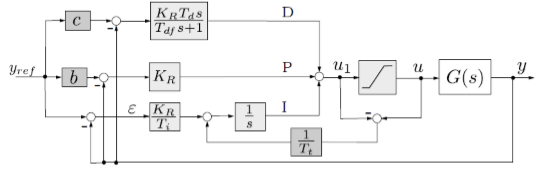 c
-
K_R T_d s
T_df s+1
D
y_ref
b
-
K_R
P
u_1
u
G(s)
y
-
ε
K_R
T_i
1
s
I
-
1
T_t